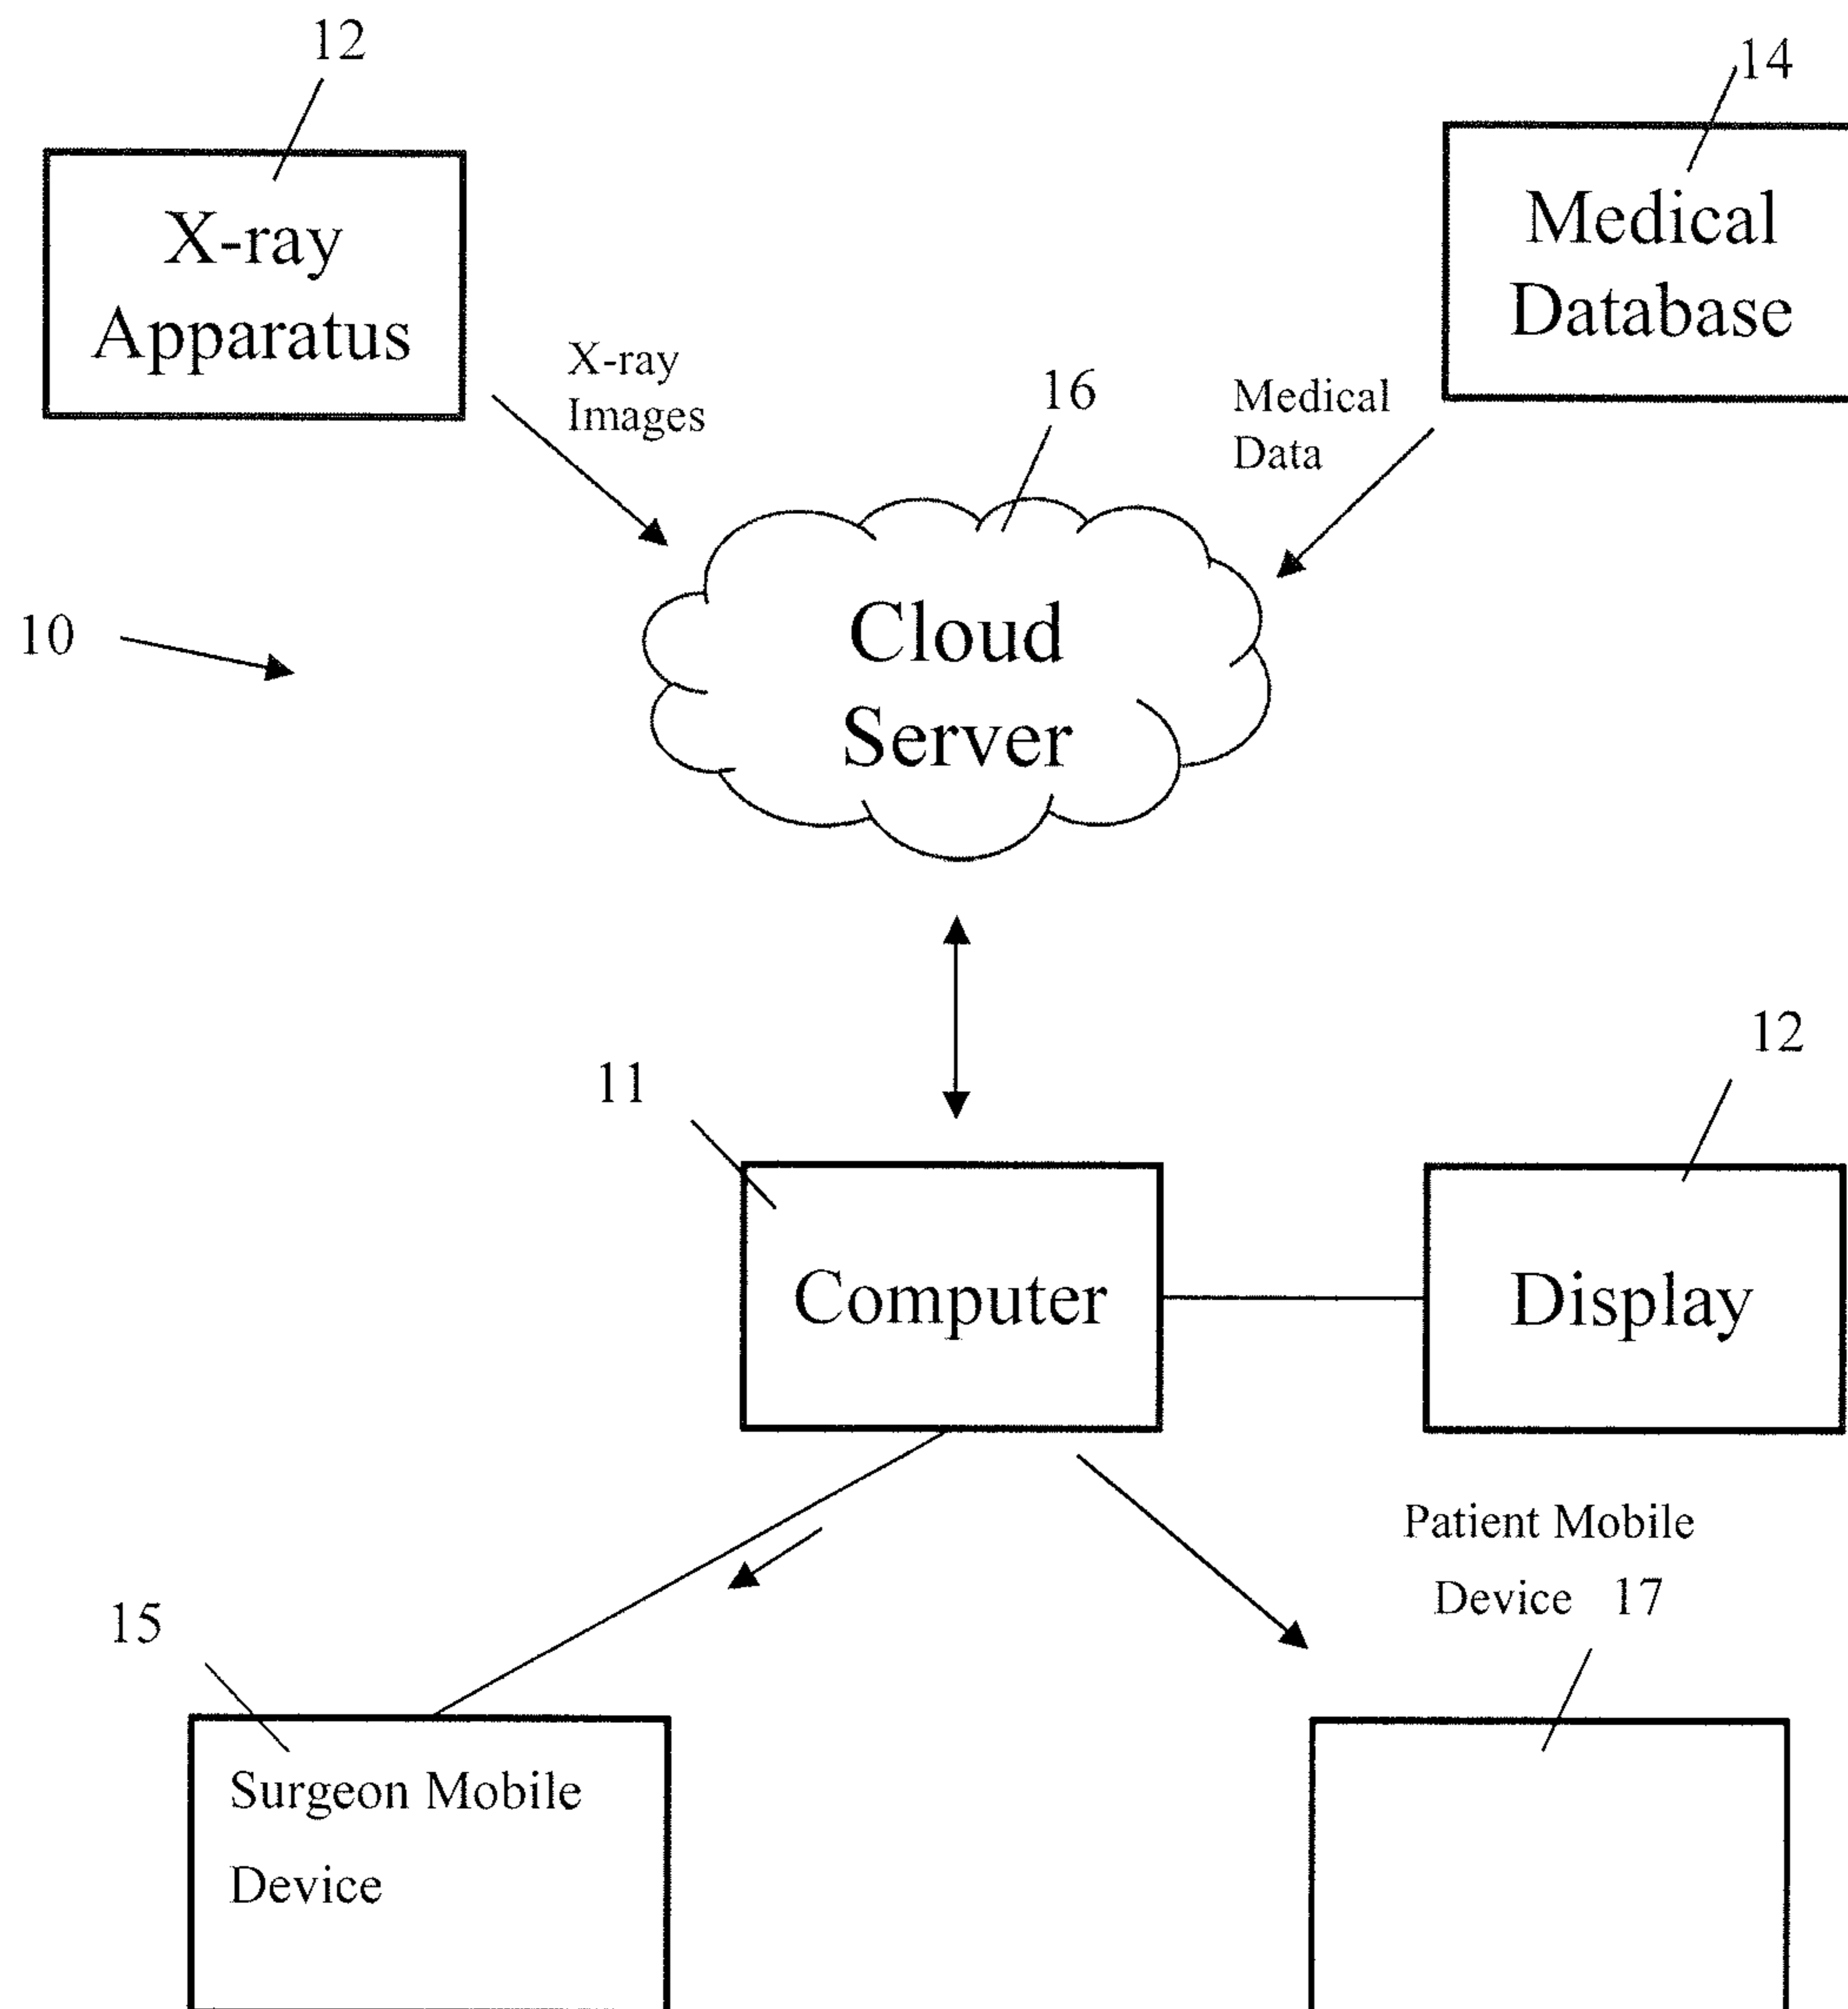 12
14
X-ray
Apparatus
Medical
Database
X-ray
Images
16
Medical
Data
10
Cloud
Server
11
12
Computer
Display
Patient Mobile
Device 17
15
Surgeon Mobile
Device